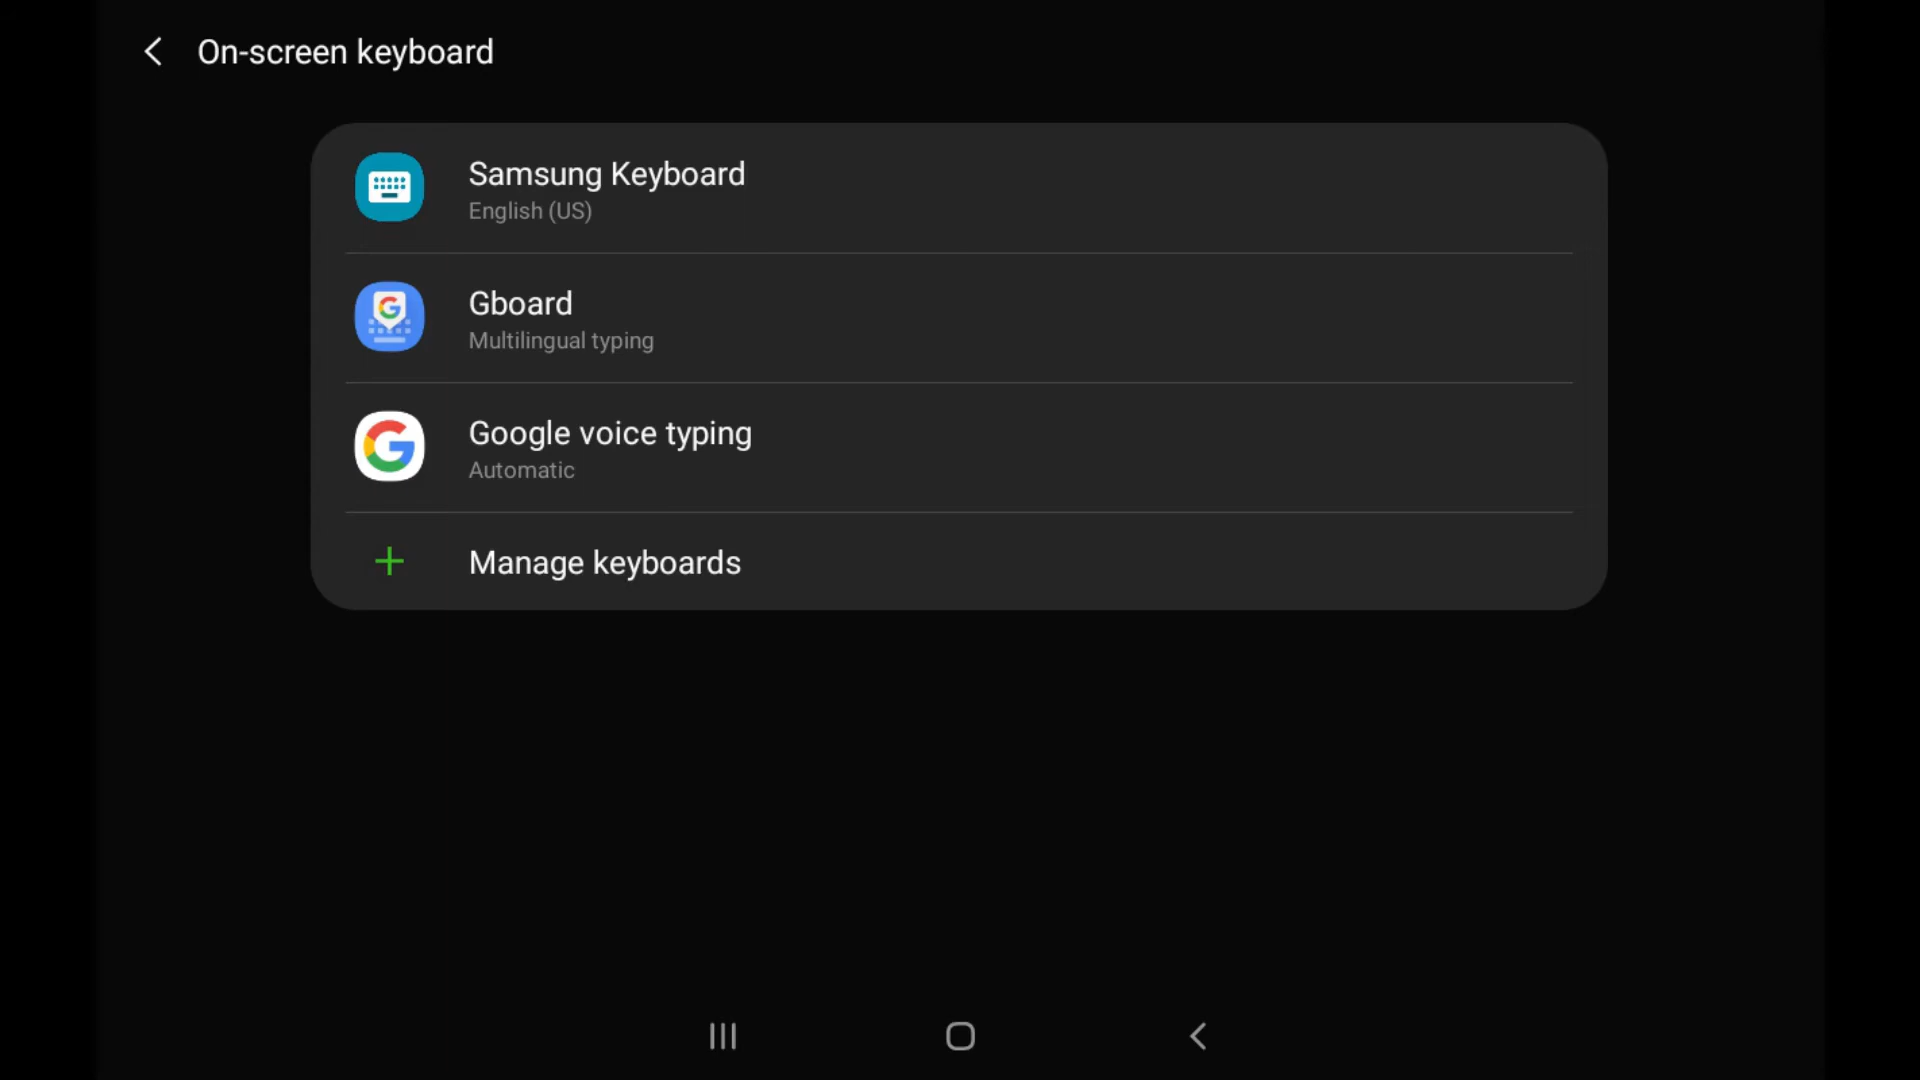 On-screen keyboard
Samsung Keyboard
English (US)
Gboard
Multilingual typing
Google voice typing
Automatic
Manage keyboards